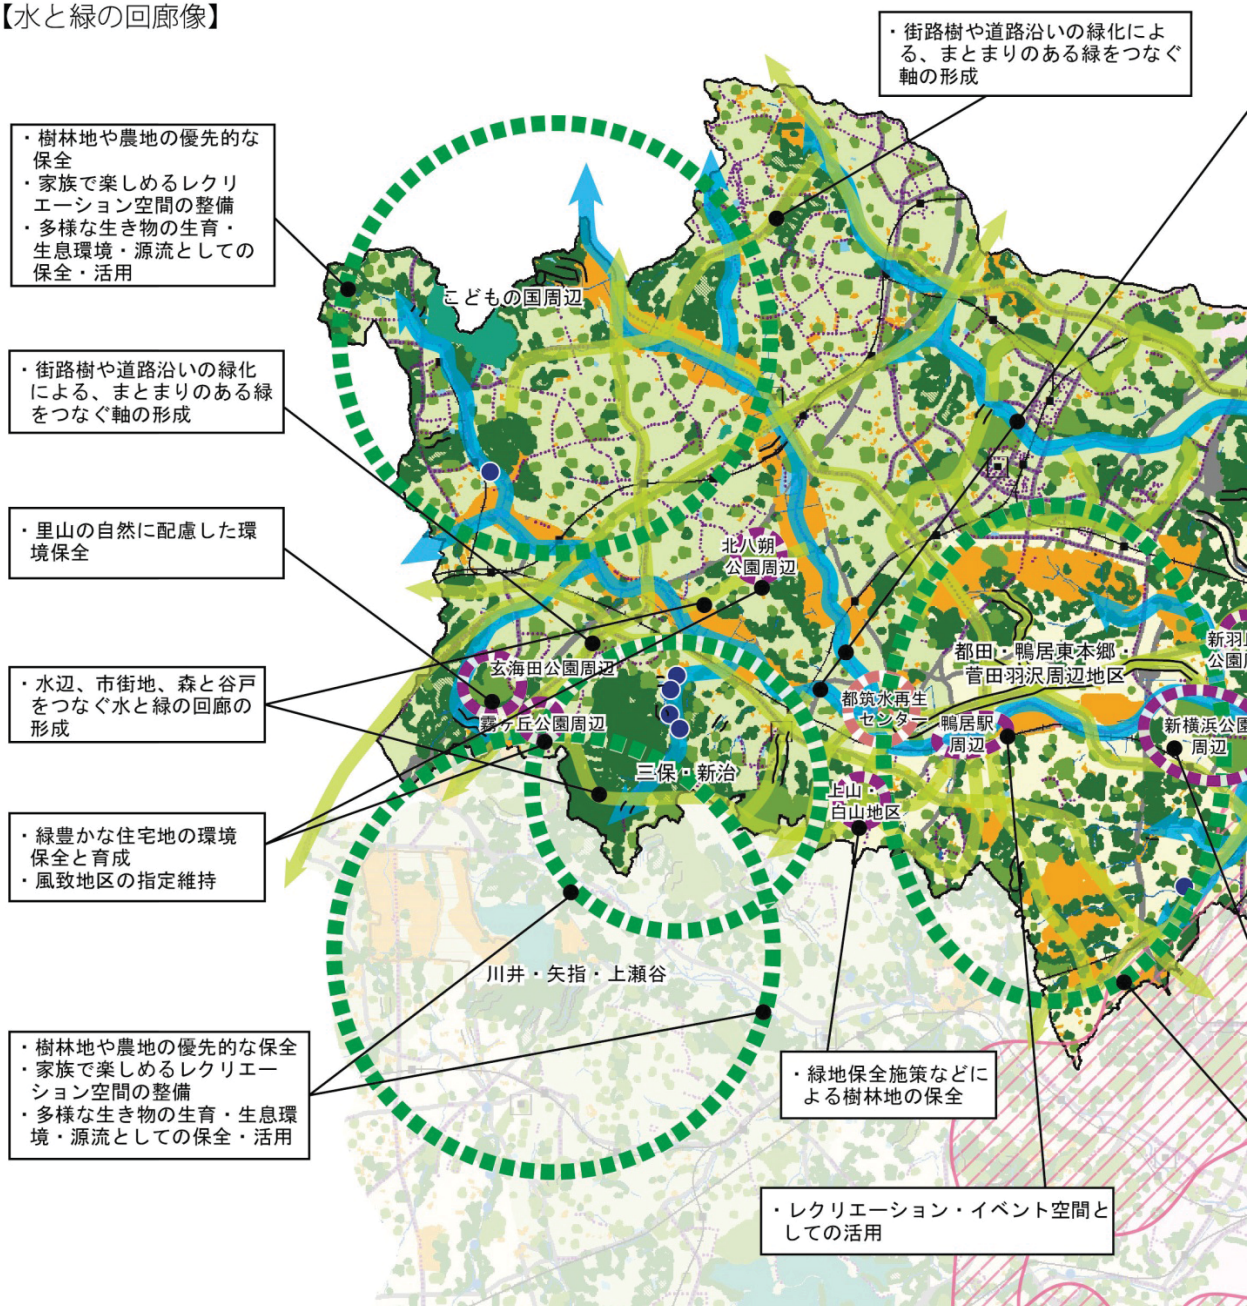 【水と緑の回廊像】
・街路樹や道路沿いの緑化によ
る、まとまりのある緑をつなぐ
軸の形成
・樹林地や農地の優先的な
保全
・家族で楽しめるレクリ
エーション空間の整備
・多様な生き物の生育・
生息環境・源流としての
保全・活用
こどもの国周辺
・街路樹や道路沿いの緑化
による、まとまりのある緑
をつなぐ軸の形成
・里山の自然に配慮した環
境保全
北八朔
公園周辺
都田・鴨居東本郷・
菅田羽沢周辺地区
新羽
公園周
玄海田公園周辺
・水辺、市街地、森と谷戸
をつなぐ水と緑の回廊の
形成
都筑水再生
センター
霧ヶ丘公園周辺
鴨居駅
周辺
新横浜公園
周辺
三保・新治
上山・
白山地区
・緑豊かな住宅地の環境
保全と育成
・風致地区の指定維持
川井・矢指・上瀬谷
・樹林地や農地の優先的な保全
・家族で楽しめるレクリエー
ション空間の整備
・多様な生き物の生育・生息環
境・源流としての保全・活用
・緑地保全施策などに
よる樹林地の保全
・レクリエーション・イベント空間と
しての活用